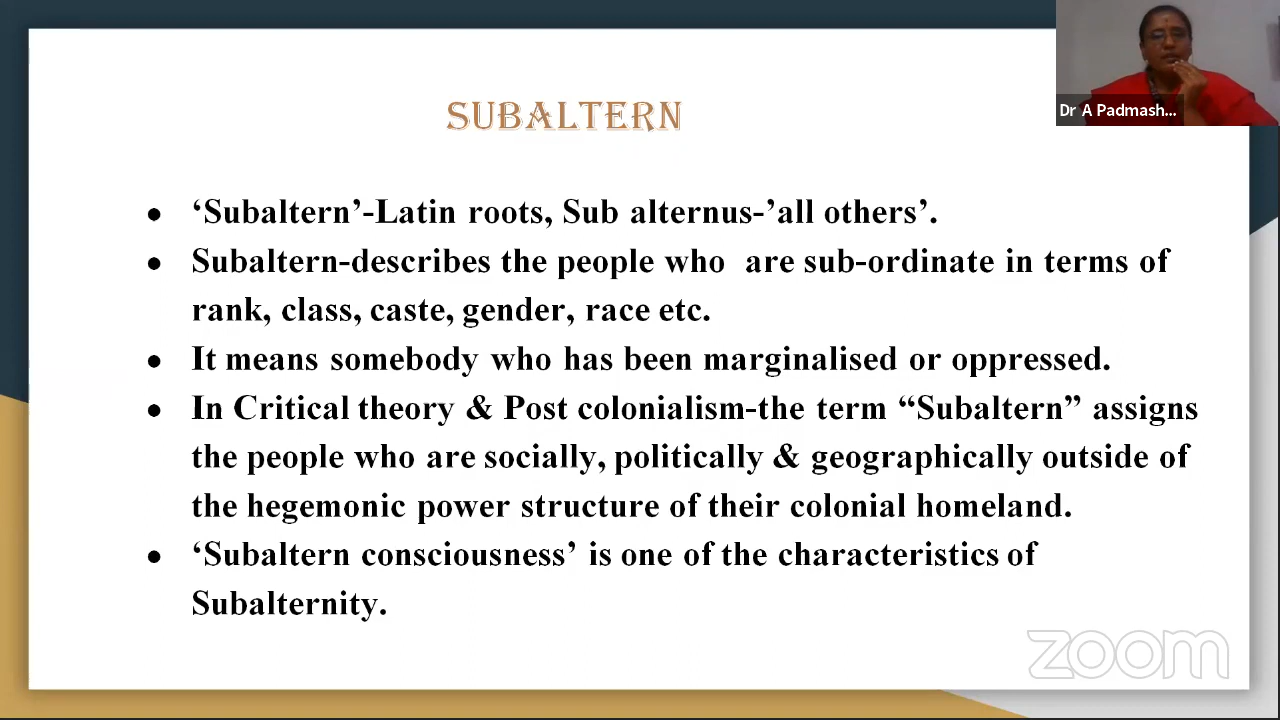 SUBALTERN
Dr A Padmash...
● ‘Subaltern’-Latin roots, Sub alternus-’all others’.
● Subaltern-describes the people who are sub-ordinate in terms of
rank, class, caste, gender, race etc.
● It means somebody who has been marginalised or oppressed.
● In Critical theory & Post colonialism-the term “Subaltern” assigns
the people who are socially, politically & geographically outside of
the hegemonic power structure of their colonial homeland.
● ‘Subaltern consciousness’ is one of the characteristics of
Subalternity.
zoom